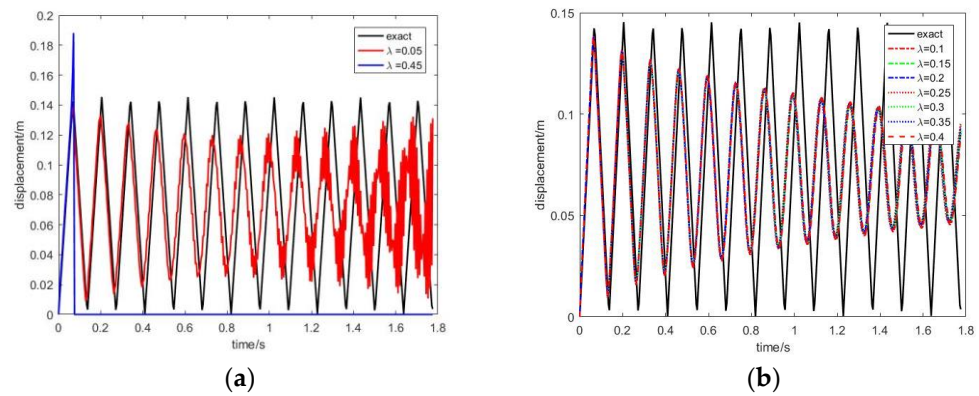 0.2
0.18
0.16
0.14
0.12
0.1
0.08
0.06
0.04
0.02
0
displacement/m
exact
λ =0.05
λ =0.45
0 0.2 0.4 0.6 0.8 1 1.2 1.4 1.6 1.8
time/s
(a)
0.15
0.1
0.05
0
displacement/m
exact
λ=0.1
λ=0.15
λ=0.2
λ=0.25
λ=0.3
λ=0.35
λ=0.4
0 0.2 0.4 0.6 0.8 1 1.2 1.4 1.6 1.8
time/s
(b)